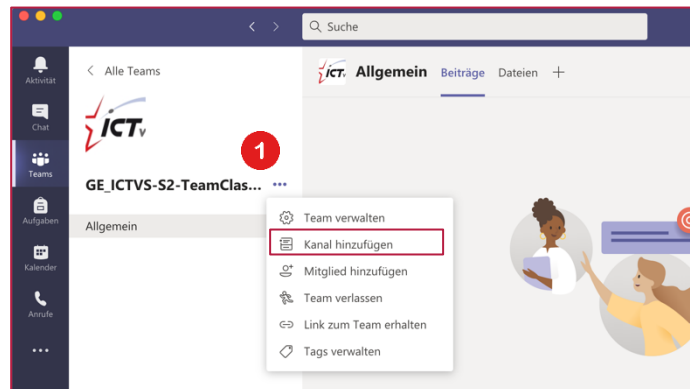 Suche
Aktivität
Chat
Teams
Aufgaben
Kalender
Anrufe
Alle Teams
ICTv
1
GE_ICTVS-S2-TeamClas... •••
Allgemein
Team verwalten
Kanal hinzufügen
Mitglied hinzufügen
Team verlassen
Link zum Team erhalten
Tags verwalten
ICTv Allgemein Beiträge Dateien +